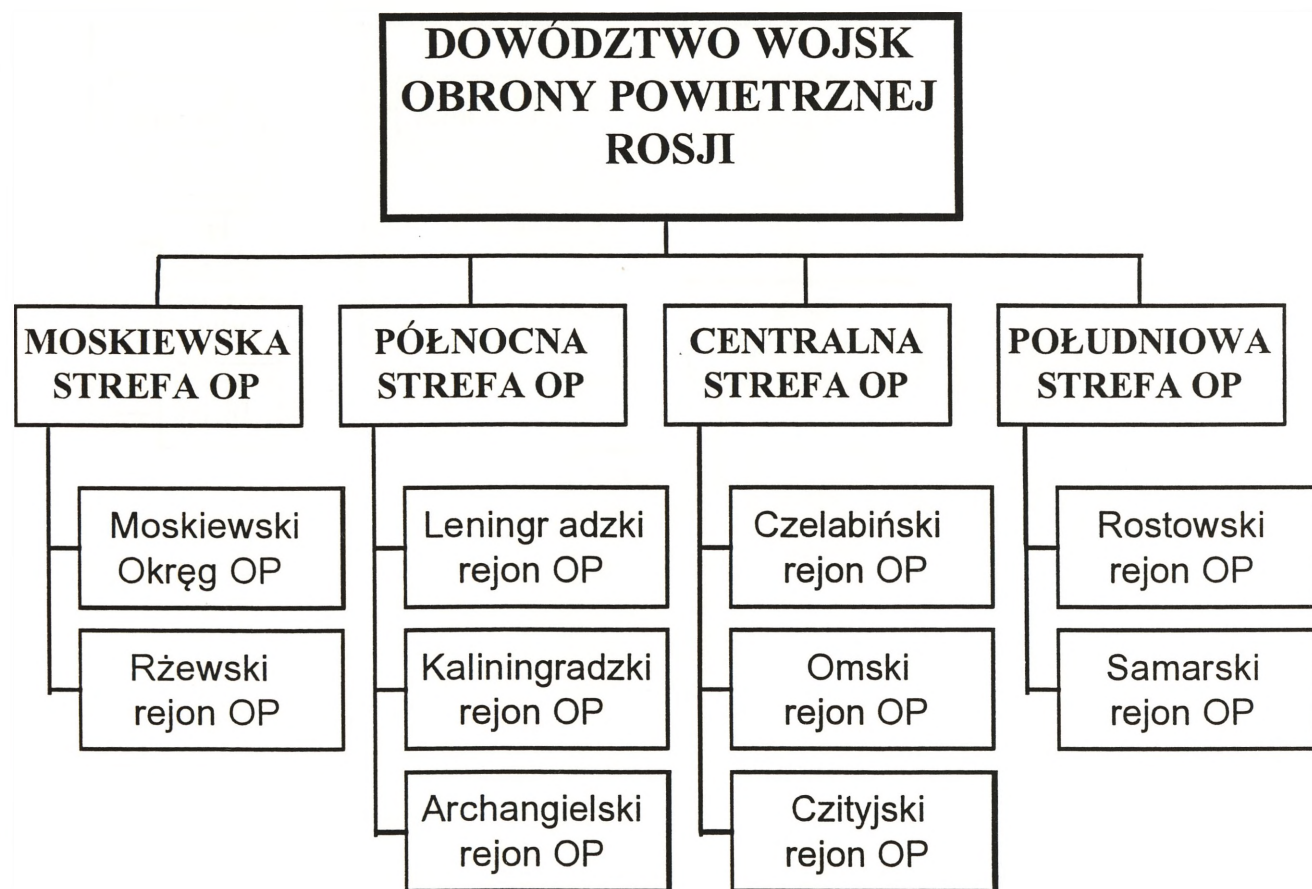 DOWÓDZTWO WOJSK
OBRONY POWIETRZNEJ
ROSJI
MOSKIEWSKA
STREFA OP
PÓŁNOCNA
STREFA OP
CENTRALNA
STREFA OP
POŁUDNIOWA
STREFA OP
Moskiewski
Okręg OP
Rżewski
rejon OP
Leningr adzki
rejon OP
Kaliningradzki
rejon OP
Archangielski
rejon OP
Czelabiński
rejon OP
Omski
rejon OP
Czityjski
rejon OP
Rostowski
rejon OP
Samarski
rejon OP